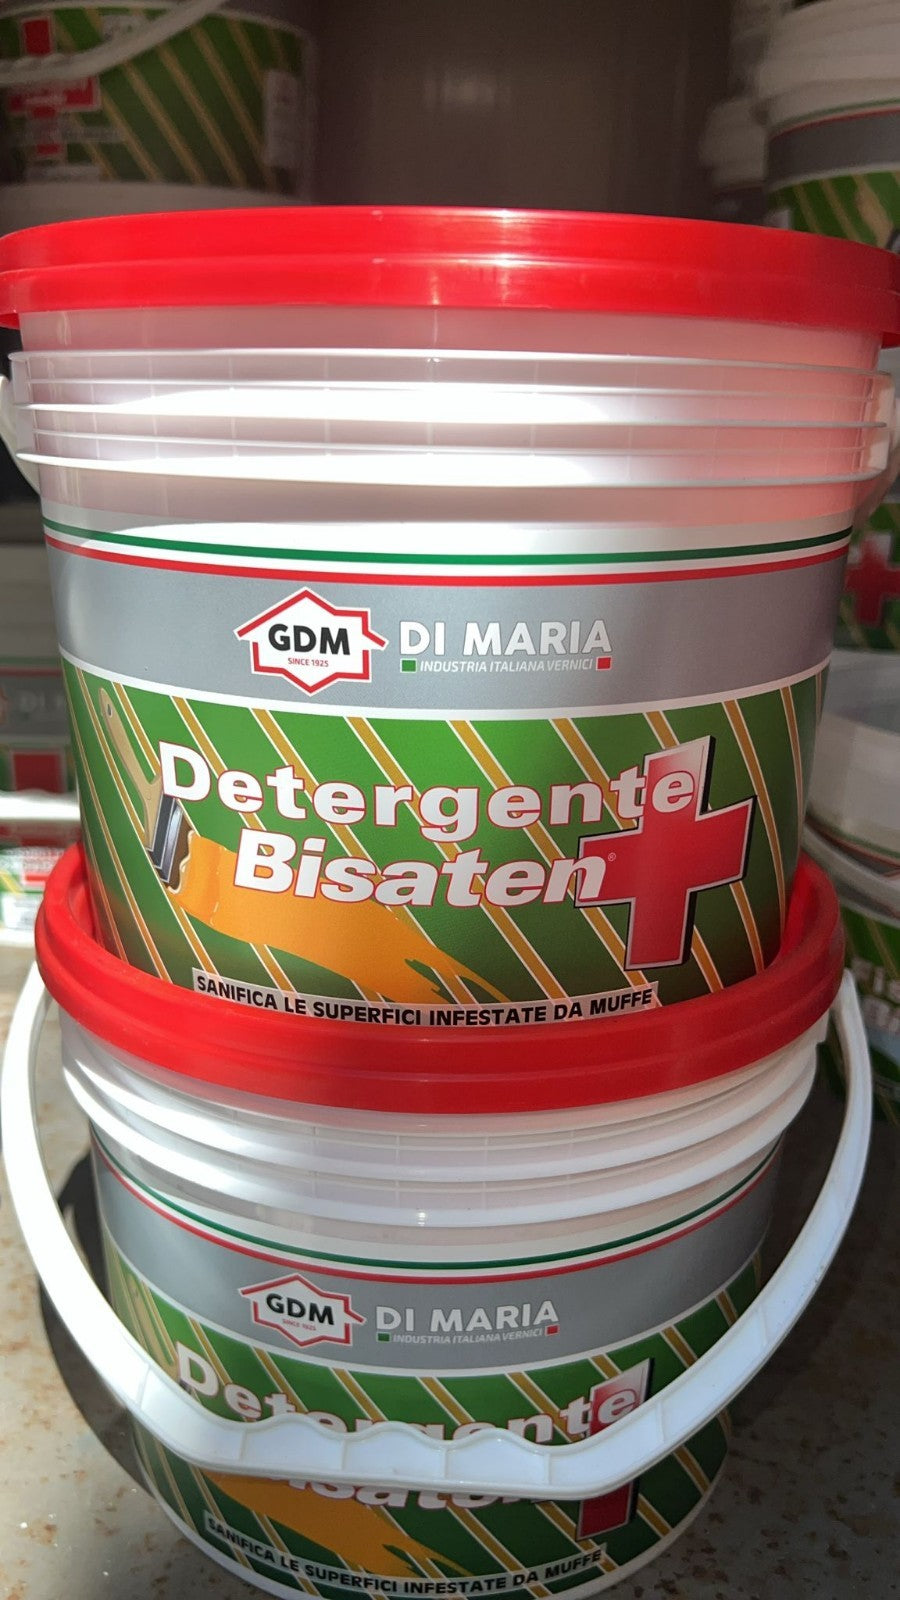 GDM
SINCE 1925
DI MARIA
INDUSTRIA ITALIANA VERNICI
Detergente
Bisaten®
SANIFICA LE SUPERFICI INFESTATE DA MUFFE
GDM
SINCE 1925
DI MARIA
INDUSTRIA ITALIANA VERNICI
Detergente
Bisaten
SANIFICA LE SUPERFICI INFESTATE DA MUFFE